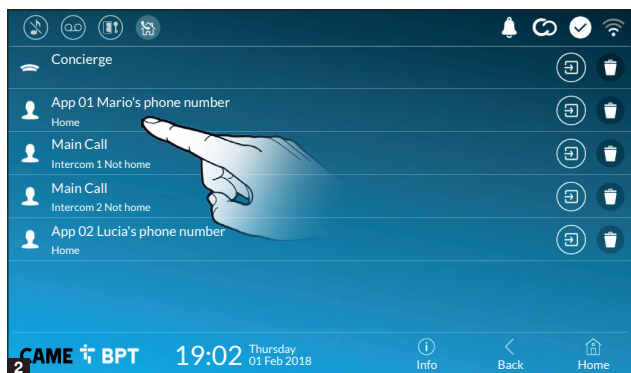 Concierge
App 01 Mario's phone number
Home
Main Call
Intercom 1 Not home
Main Call
Intercom 2 Not home
App 02 Lucia's phone number
Home
2
CAME BPT
19:02
Thursday
01 Feb 2018
Info
Back
Home